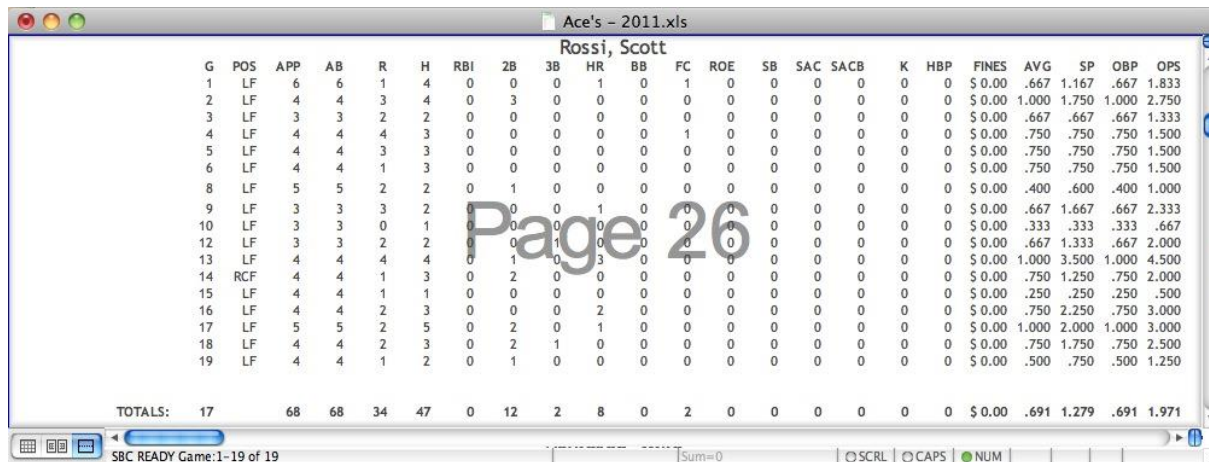 Ace's – 2011.xls
Rossi, Scott
G POS APP AB R H RBI 2B 3B HR BB FC ROE SB SAC SACB K HBP FINES AVG SP OBP OPS
1 LF 6 6 1 4 0 0 0 1 0 1 0 0 0 0 0 0 $ 0.00 .667 1.167 .667 1.833
2 LF 4 4 3 4 0 3 0 0 0 0 0 0 0 0 0 0 $ 0.00 1.000 1.750 1.000 2.750
3 LF 3 3 2 2 0 0 0 0 0 0 0 0 0 0 0 0 $ 0.00 .667 .667 .667 1.333
4 LF 4 4 4 3 0 0 0 0 0 1 0 0 0 0 0 0 $ 0.00 .750 .750 .750 1.500
5 LF 4 4 3 3 0 0 0 0 0 0 0 0 0 0 0 0 $ 0.00 .750 .750 .750 1.500
6 LF 4 4 1 3 0 0 0 0 0 0 0 0 0 0 0 0 $ 0.00 .750 .750 .750 1.500
8 LF 5 5 2 2 0 1 0 0 0 0 0 0 0 0 0 0 $ 0.00 .400 .600 .400 1.000
9 LF 3 3 3 2 0 0 0 1 0 0 0 0 0 0 0 0 $ 0.00 .667 1.667 .667 2.333
10 LF 3 3 0 1 0 0 0 0 0 0 0 0 0 0 0 0 $ 0.00 .333 .333 .333 .667
Page 26
12 LF 3 3 2 2 0 0 1 0 0 0 0 0 0 0 0 0 $ 0.00 .667 1.333 .667 2.000
13 LF 4 4 4 4 0 1 0 3 0 0 0 0 0 0 0 0 $ 0.00 1.000 3.500 1.000 4.500
14 RCF 4 4 1 3 0 2 0 0 0 0 0 0 0 0 0 0 $ 0.00 .750 1.250 .750 2.000
15 LF 4 4 1 1 0 0 0 0 0 0 0 0 0 0 0 0 $ 0.00 .250 .250 .250 .500
16 LF 4 4 2 3 0 0 0 2 0 0 0 0 0 0 0 0 $ 0.00 .750 2.250 .750 3.000
17 LF 5 5 2 5 0 2 0 1 0 0 0 0 0 0 0 0 $ 0.00 1.000 2.000 1.000 3.000
18 LF 4 4 2 3 0 2 1 0 0 0 0 0 0 0 0 0 $ 0.00 .750 1.750 .750 2.500
19 LF 4 4 1 2 0 1 0 0 0 0 0 0 0 0 0 0 $ 0.00 .500 .750 .500 1.250
TOTALS: 17 68 68 34 47 0 12 2 8 0 2 0 0 0 0 0 0 $ 0.00 .691 1.279 .691 1.971
SBC READY Game:1-19 of 19 Sum=0 SCRL CAPS NUM